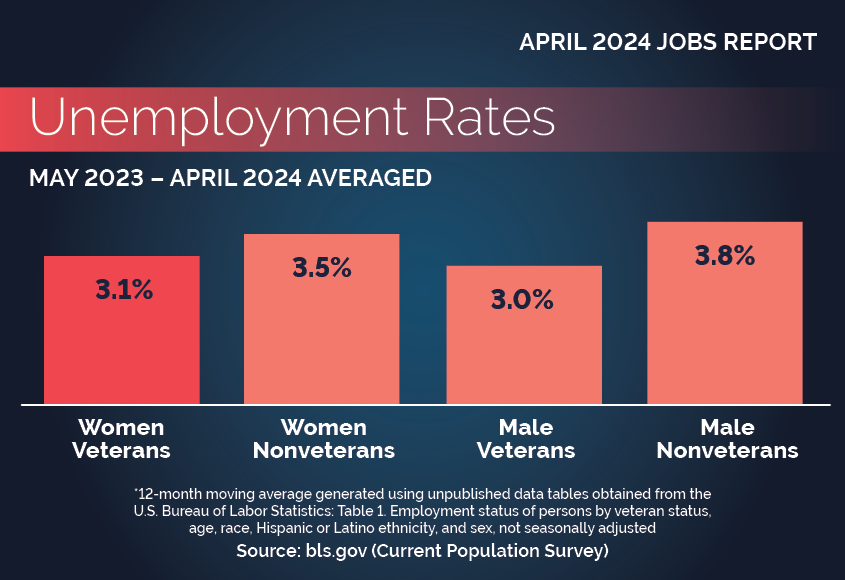 APRIL 2024 JOBS REPORT
Unemployment Rates
MAY 2023 – APRIL 2024 AVERAGED
3.1%
3.5%
3.0%
3.8%
Women
Veterans
Women
Nonveterans
Male
Veterans
Male
Nonveterans
*12-month moving average generated using unpublished data tables obtained from the
U.S. Bureau of Labor Statistics: Table 1. Employment status of persons by veteran status,
age, race, Hispanic or Latino ethnicity, and sex, not seasonally adjusted
Source: bls.gov (Current Population Survey)